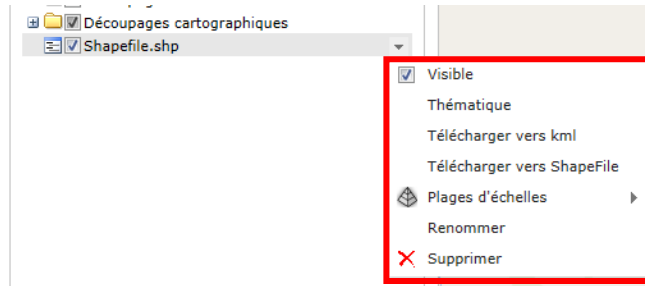 Découpages cartographiques
Shapefile.shp
Visible
Thématique
Télécharger vers kml
Télécharger vers ShapeFile
Plages d'échelles
Renommer
Supprimer